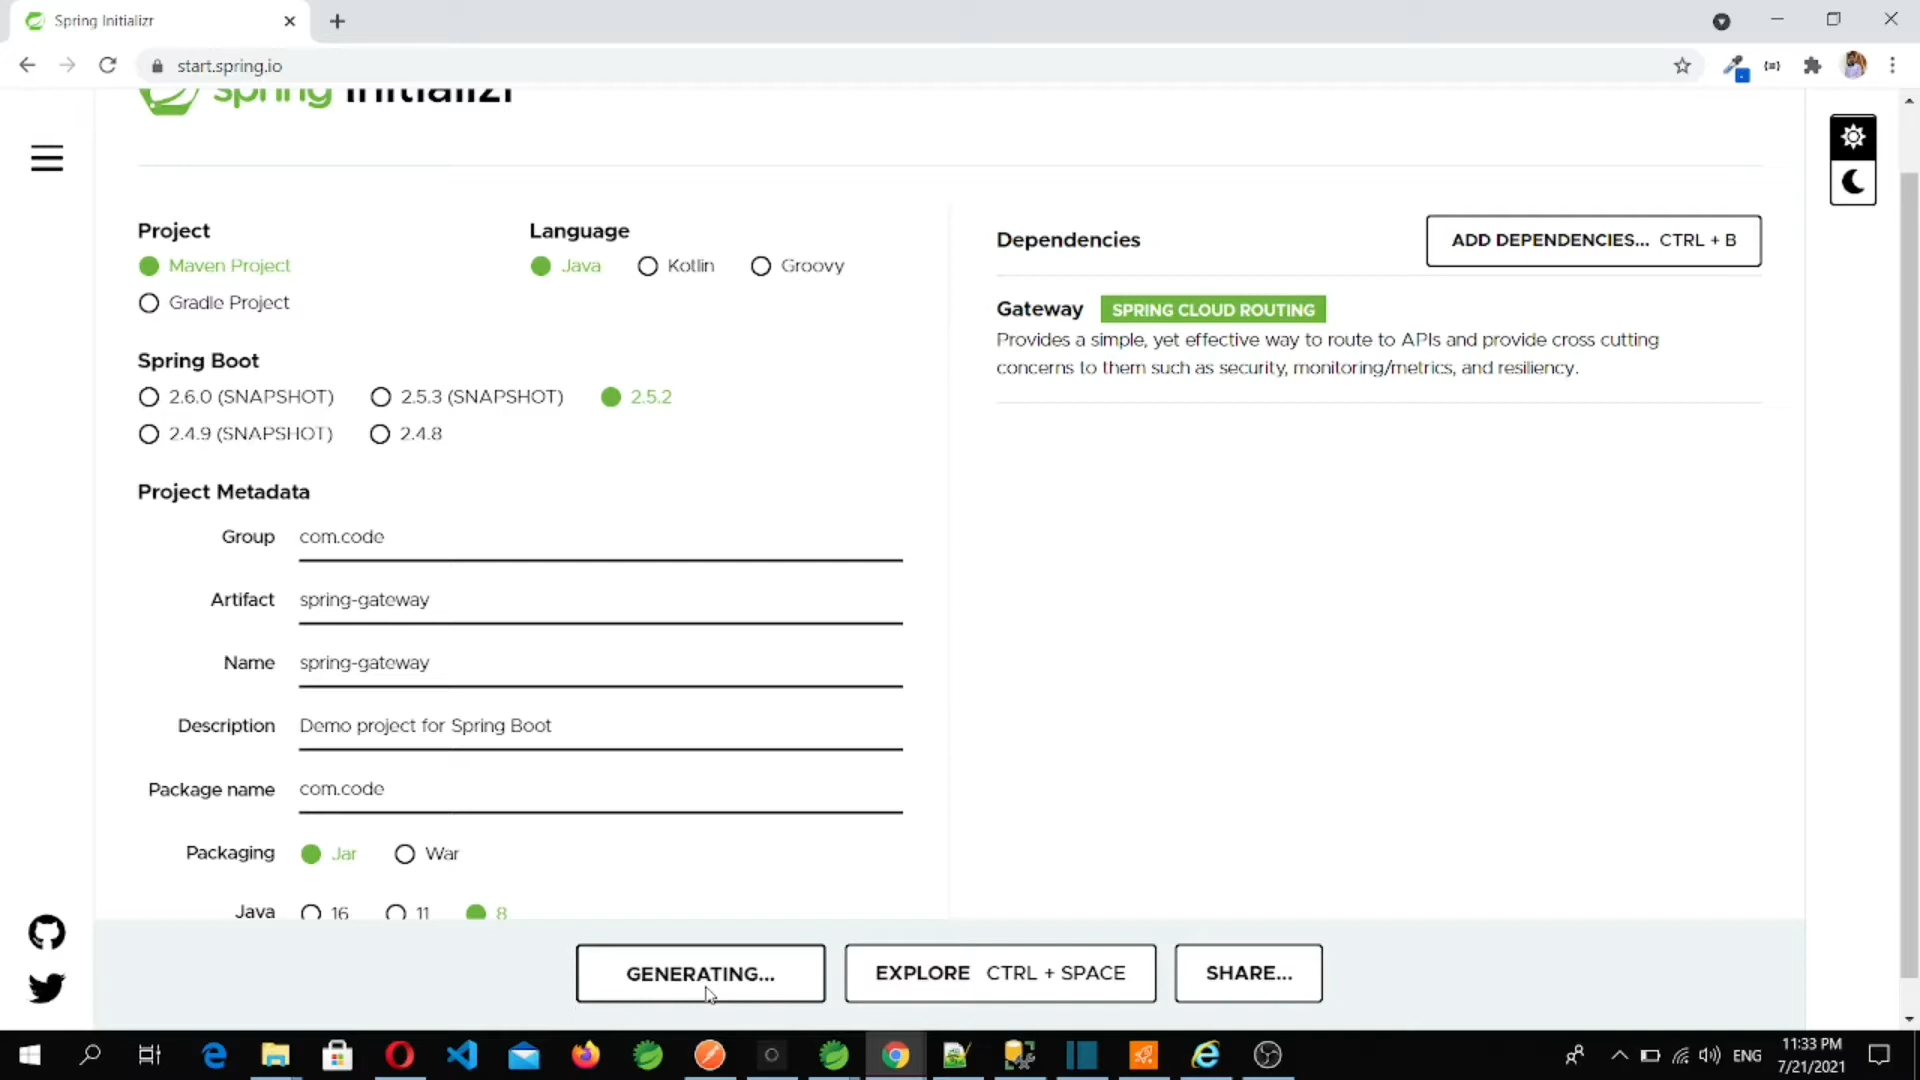 Spring Initializr
start.spring.io
spring initializr
Project
Maven Project
Gradle Project
Language
Java Kotlin Groovy
Spring Boot
2.6.0 (SNAPSHOT) 2.5.3 (SNAPSHOT) 2.5.2
2.4.9 (SNAPSHOT) 2.4.8
Project Metadata
Group com.code
Artifact spring-gateway
Name spring-gateway
Description Demo project for Spring Boot
Package name com.code
Packaging Jar War
Java 16 11 8
Dependencies
ADD DEPENDENCIES... CTRL + B
Gateway SPRING CLOUD ROUTING
Provides a simple, yet effective way to route to APIs and provide cross cutting
concerns to them such as security, monitoring/metrics, and resiliency.
GENERATING... EXPLORE CTRL + SPACE SHARE...
ENG
11:33 PM
7/21/2021